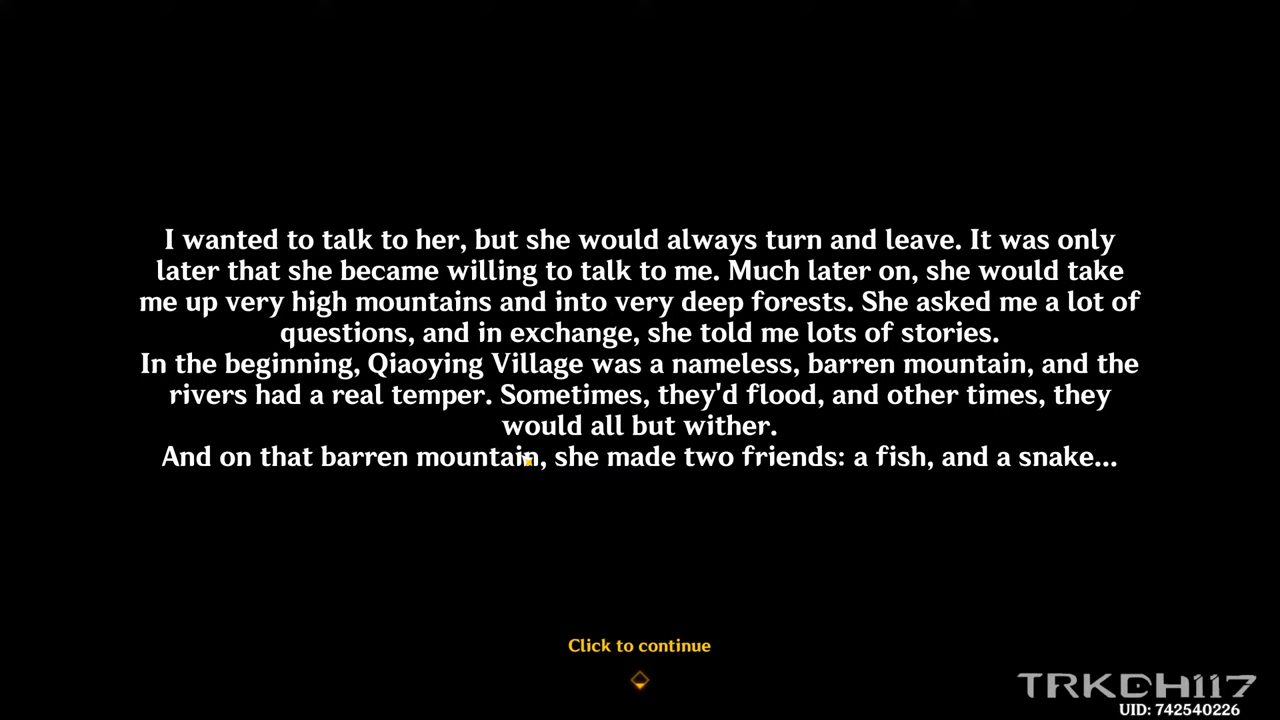 I wanted to talk to her, but she would always turn and leave. It was only
later that she became willing to talk to me. Much later on, she would take
me up very high mountains and into very deep forests. She asked me a lot of
questions, and in exchange, she told me lots of stories.
In the beginning, Qiaoying Village was a nameless, barren mountain, and the
rivers had a real temper. Sometimes, they'd flood, and other times, they
would all but wither.
And on that barren mountain, she made two friends: a fish, and a snake...
Click to continue
TRKDH117
UID: 742540226